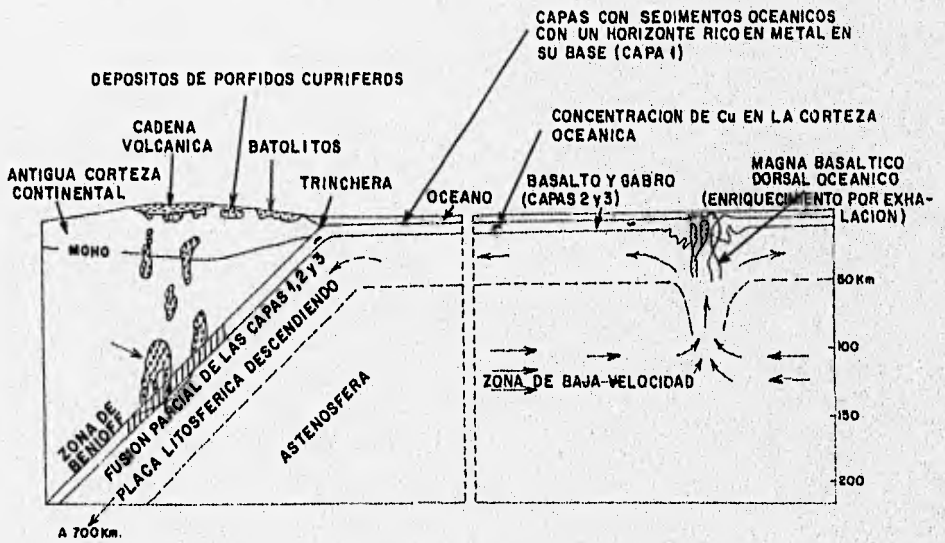 CAPAS CON SEDIMENTOS OCEANICOS
CON UN HORIZONTE RICO EN METAL EN
SU BASE (CAPA 1)
DEPOSITOS DE PORFIDOS CUPRIFEROS
CADENA
VOLCANICA
BATOLITOS
CONCENTRACION DE Cu EN LA CORTEZA
OCEANICA
ANTIGUA CORTEZA
CONTINENTAL
TRINCHERA
OCEANO
BASALTO Y GABRO
(CAPAS 2 y 3)
MAGNA BASALTICO
DORSAL OCEANICO
(ENRIQUECIMIENTO POR EXHA-
LACION)
MOHO
50 Km
100
150
200
ZONA DE BAJA-VELOCIDAD
ZONA DE
BENIOFF
FUSION PARCIAL DE LAS CAPAS 1, 2 y 3
PLACA LITOSFERICA DESCENDIENDO
ASTENOSFERA
A 700 Km.